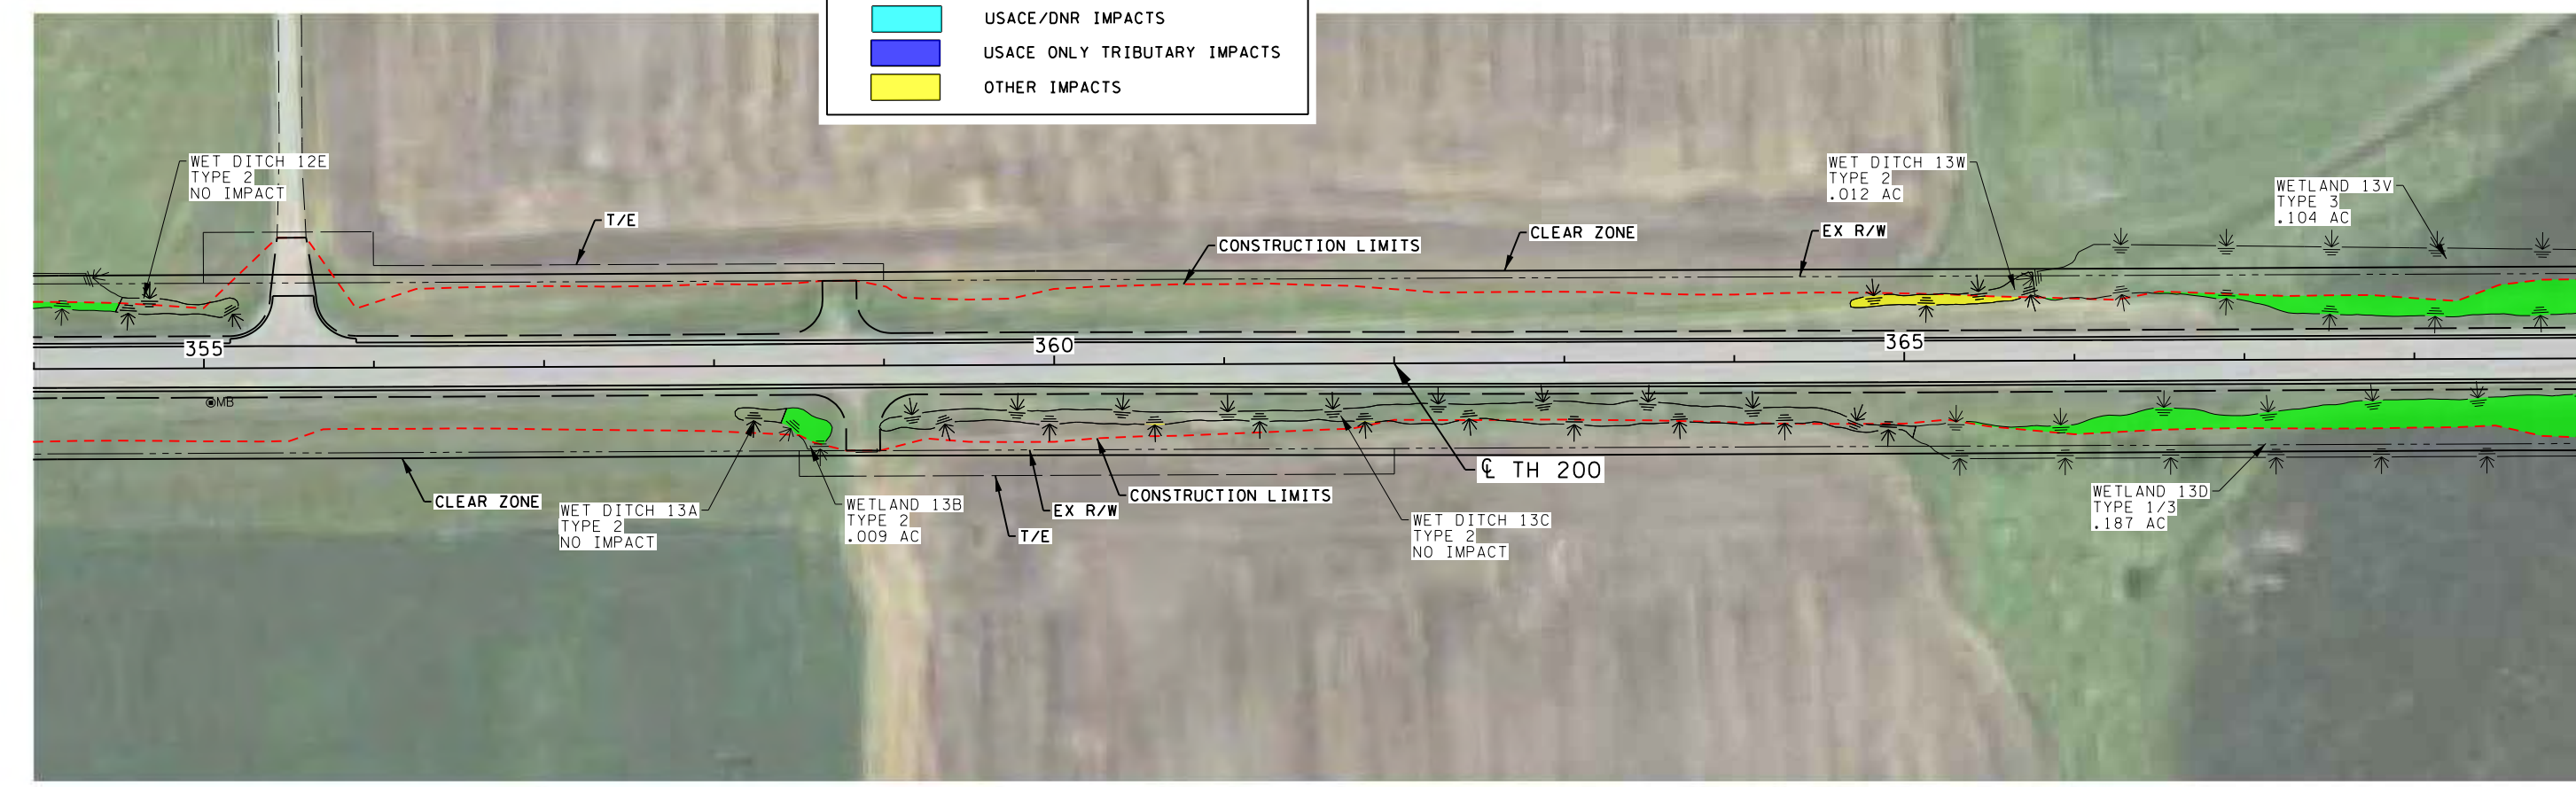 USACE/DNR IMPACTS
USACE ONLY TRIBUTARY IMPACTS
OTHER IMPACTS
WET DITCH 12E
TYPE 2
NO IMPACT
T/E
CONSTRUCTION LIMITS
CLEAR ZONE
EX R/W
WET DITCH 13W
TYPE 2
.012 AC
WETLAND 13V
TYPE 3
.104 AC
355
360
365
MB
℄ TH 200
CLEAR ZONE
WET DITCH 13A
TYPE 2
NO IMPACT
WETLAND 13B
TYPE 2
.009 AC
T/E
EX R/W
CONSTRUCTION LIMITS
WET DITCH 13C
TYPE 2
NO IMPACT
WETLAND 13D
TYPE 1/3
.187 AC